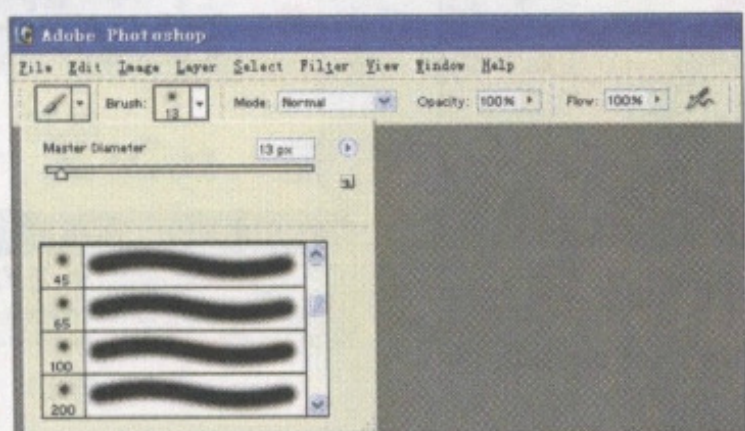 Adobe Photoshop
File Edit Image Layer Select Filter View Window Help
Brush: 13 Mode: Normal Opacity: 100% Flow: 100%
Master Diameter 13 px
45
65
100
200